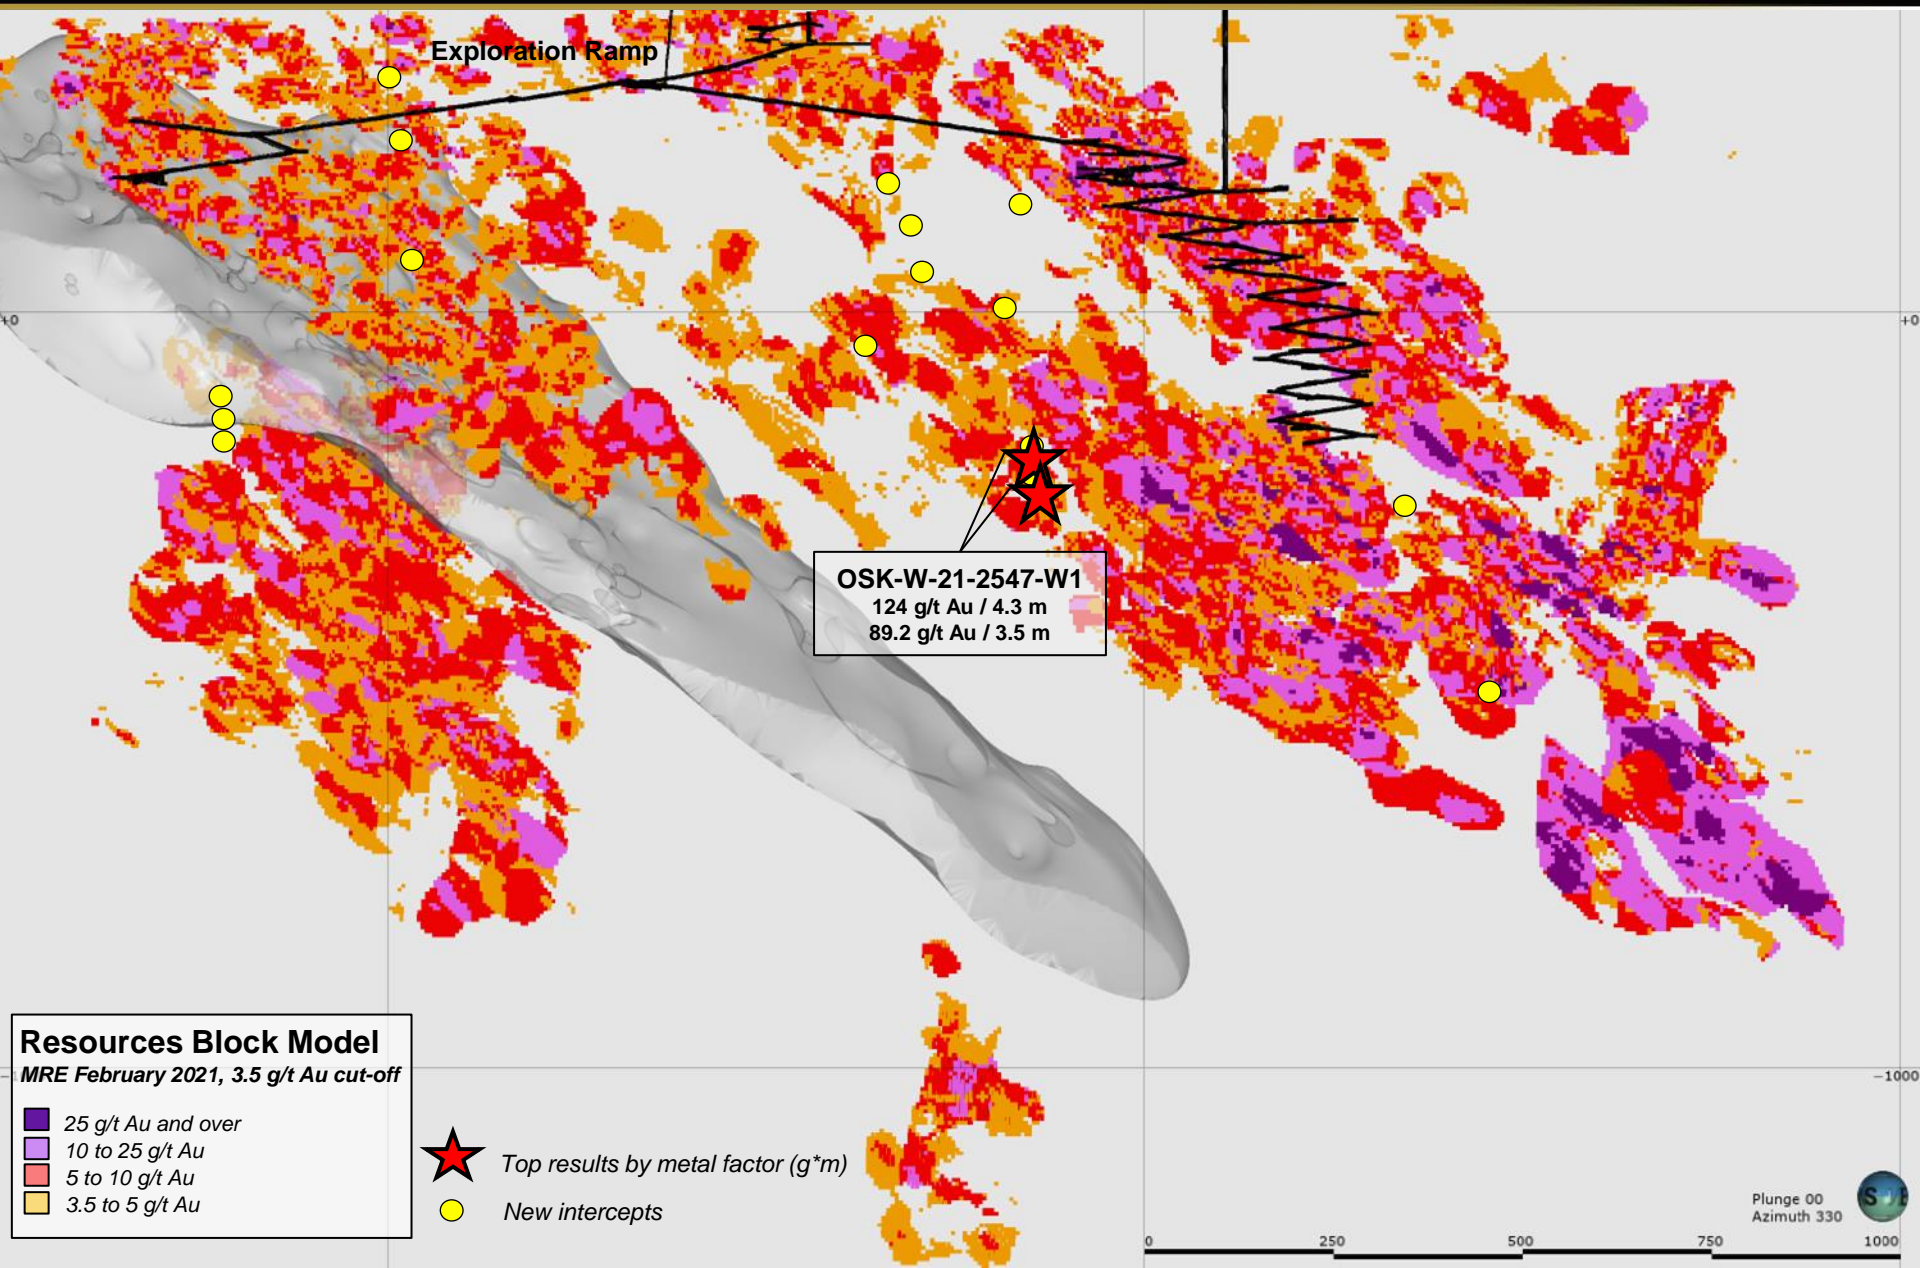 Exploration Ramp
+0
+0
OSK-W-21-2547-W1
124 g/t Au / 4.3 m
89.2 g/t Au / 3.5 m
Resources Block Model
MRE February 2021, 3.5 g/t Au cut-off
−1000
25 g/t Au and over
10 to 25 g/t Au
5 to 10 g/t Au
3.5 to 5 g/t Au
Top results by metal factor (g*m)
New intercepts
Plunge 00
Azimuth 330
S
0
250
500
750
1000